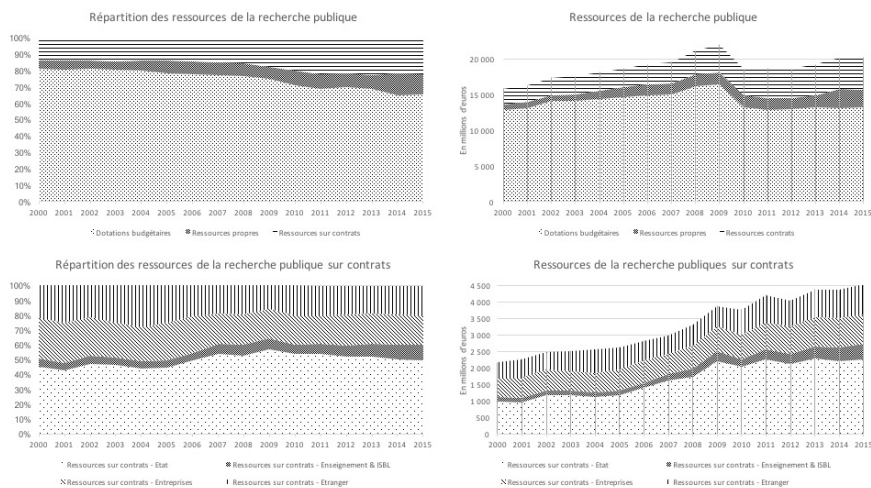 Répartition des ressources de la recherche publique
100%
90%
80%
70%
60%
50%
40%
30%
20%
10%
0%
2000 2001 2002 2003 2004 2005 2006 2007 2008 2009 2010 2011 2012 2013 2014 2015
Dotations budgétaires Ressources propres Ressources sur contrats
Ressources de la recherche publique
En millions d'euros
20 000
15 000
10 000
5 000
0
2000 2001 2002 2003 2004 2005 2006 2007 2008 2009 2010 2011 2012 2013 2014 2015
Dotations budgétaires Ressources propres Ressources sur contrats
Répartition des ressources de la recherche publique sur contrats
100%
90%
80%
70%
60%
50%
40%
30%
20%
10%
0%
2000 2001 2002 2003 2004 2005 2006 2007 2008 2009 2010 2011 2012 2013 2014 2015
Ressources sur contrats - Etat Ressources sur contrats - Enseignement & ISBL
Ressources sur contrats - Entreprises Ressources sur contrats - Etranger
Ressources de la recherche publiques sur contrats
En millions d'euros
4 500
4 000
3 500
3 000
2 500
2 000
1 500
1 000
500
0
2000 2001 2002 2003 2004 2005 2006 2007 2008 2009 2010 2011 2012 2013 2014 2015
Ressources sur contrats - Etat Ressources sur contrats - Enseignement & ISBL
Ressources sur contrats - Entreprises Ressources sur contrats - Etranger